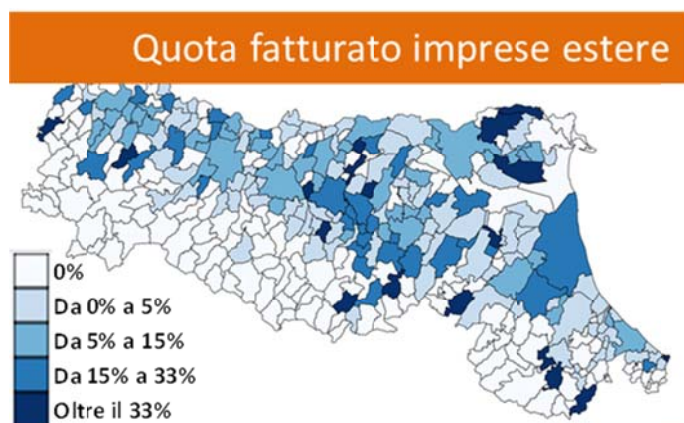 Quota fatturato imprese estere
0%
Da 0% a 5%
Da 5% a 15%
Da 15% a 33%
Oltre il 33%